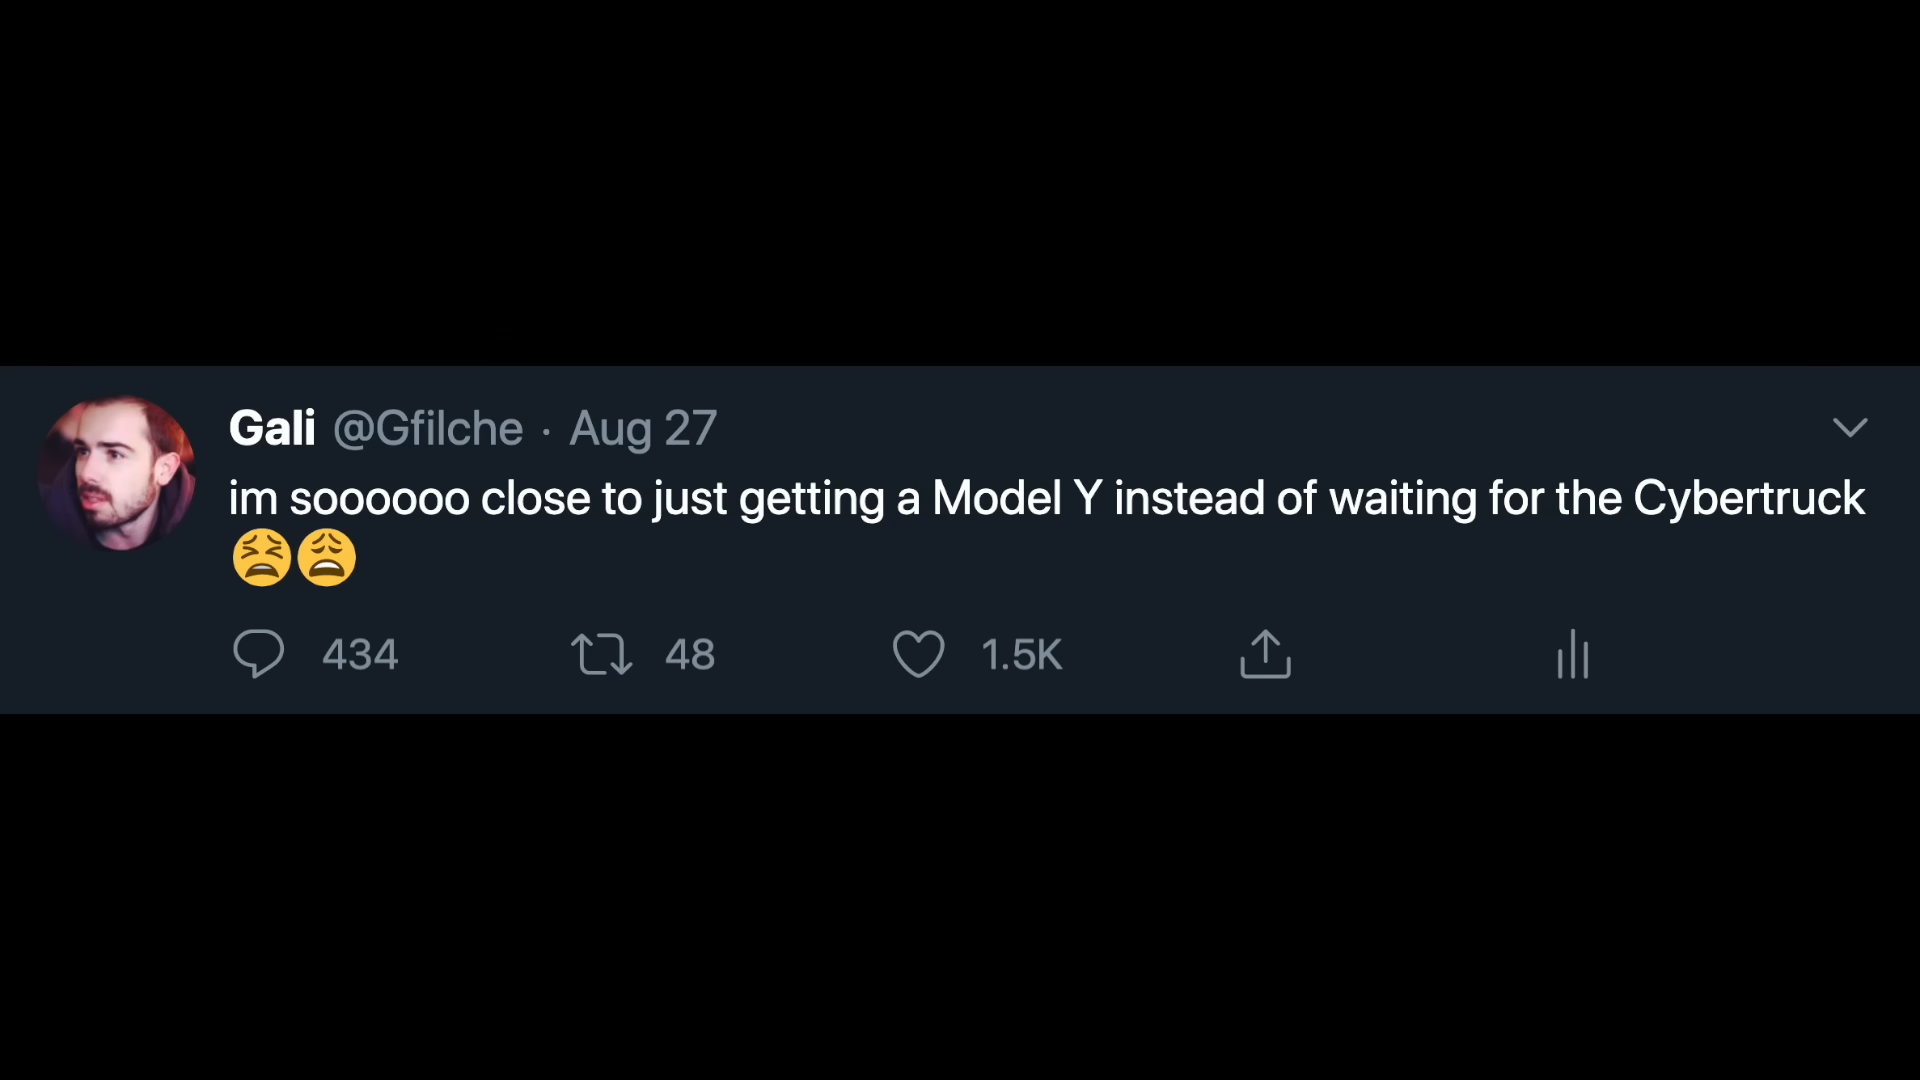 Gali @Gfilche · Aug 27
im soooooo close to just getting a Model Y instead of waiting for the Cybertruck
😫😩
434 48 1.5K